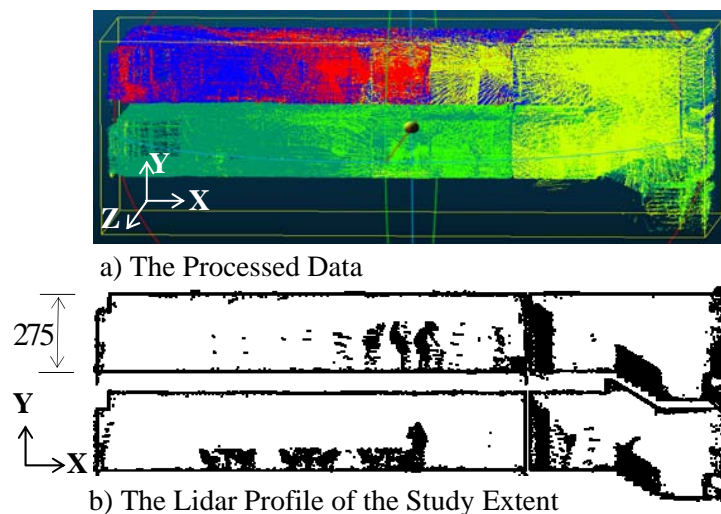 Y
X
Z
a) The Processed Data
275
Y
X
b) The Lidar Profile of the Study Extent